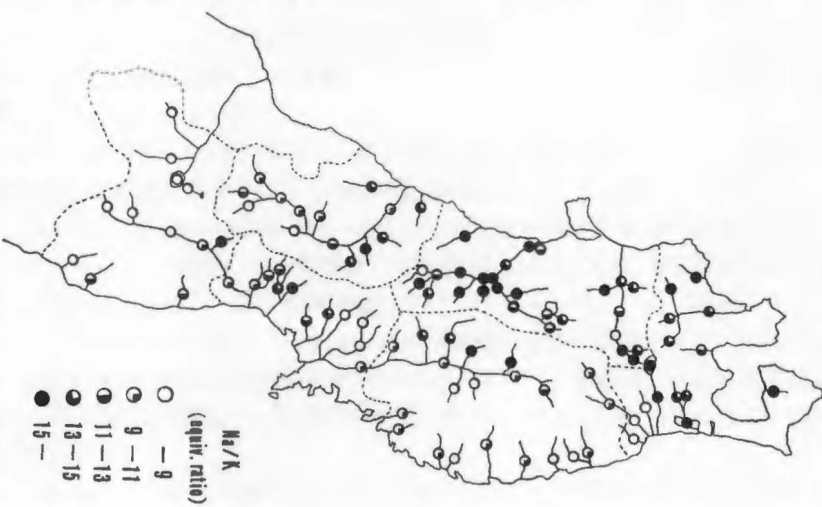 Na/K
(equiv. ratio)
— 9
9 — 11
11 — 13
13 — 15
15 —